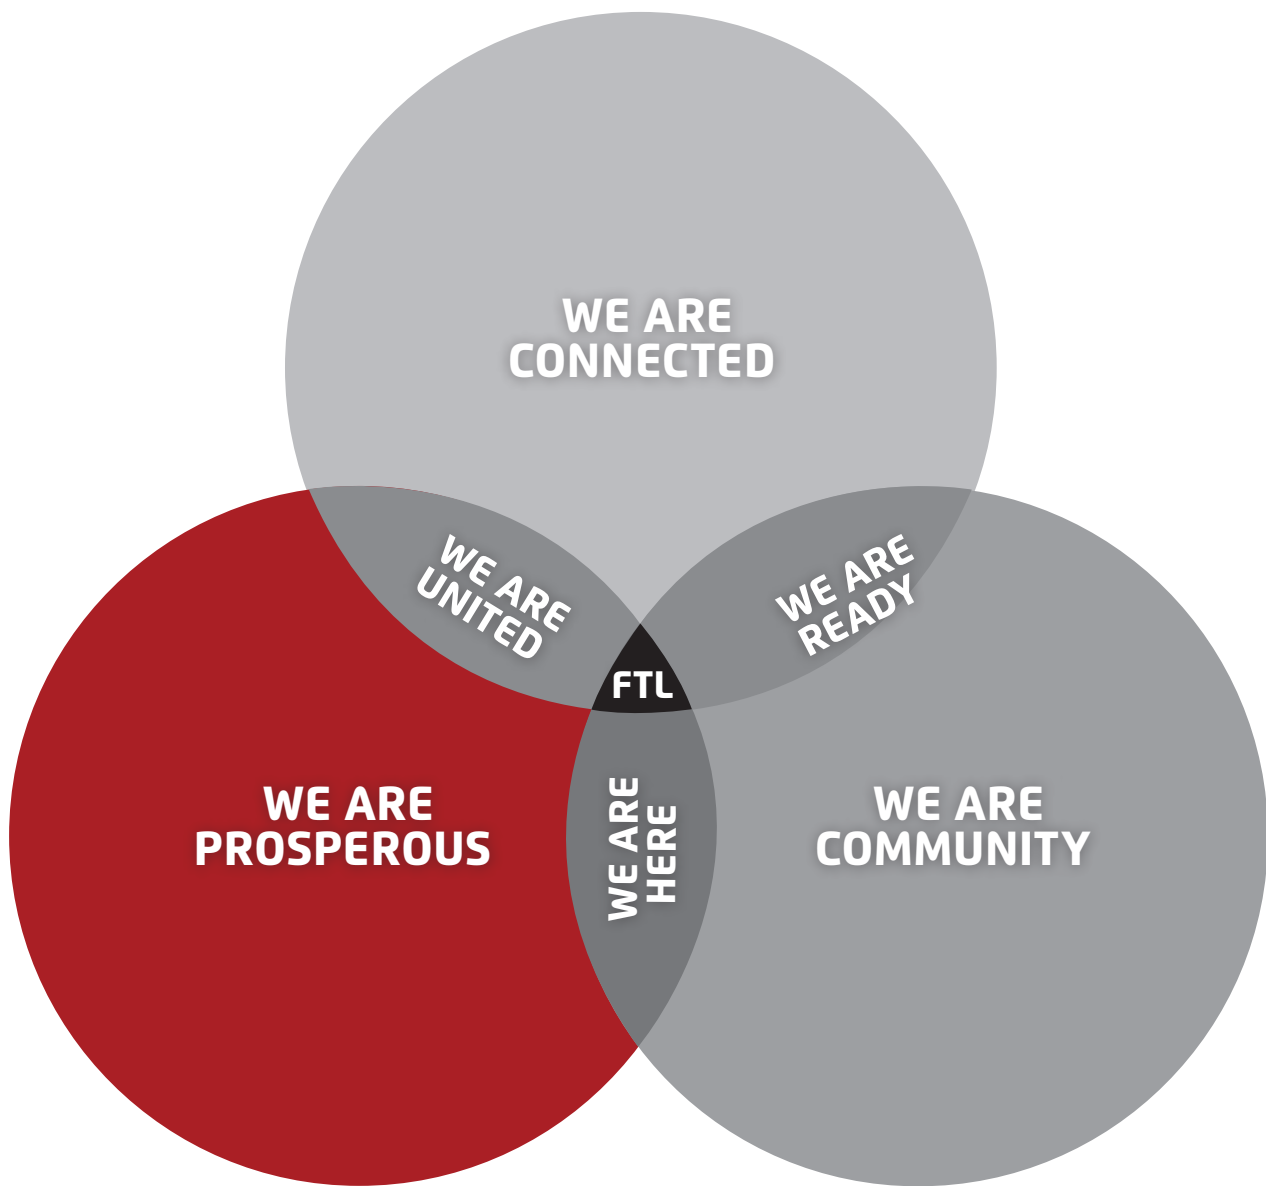 WE ARE
CONNECTED
WE ARE
UNITED
WE ARE
READY
FTL
WE ARE
PROSPEROUS
WE ARE
HERE
WE ARE
COMMUNITY